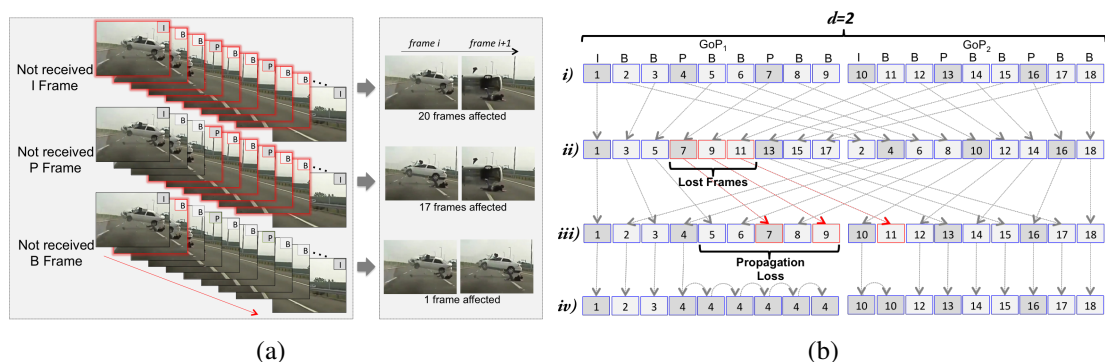 Not received
I Frame
I B B P B B P B B I
frame i frame i+1
20 frames affected
Not received
P Frame
I B B P B B P B B I
17 frames affected
Not received
B Frame
I B B P B B P B B I
1 frame affected
(a)
d=2
GoP1 GoP2
I B B P B B P B B I B B P B B P B B
i) 1 2 3 4 5 6 7 8 9 10 11 12 13 14 15 16 17 18
ii) 1 3 5 7 9 11 13 15 17 2 4 6 8 10 12 14 16 18
Lost Frames
iii) 1 2 3 4 5 6 7 8 9 10 11 12 13 14 15 16 17 18
Propagation
Loss
iv) 1 2 3 4 4 4 4 4 4 10 10 12 13 14 15 16 17 18
(b)